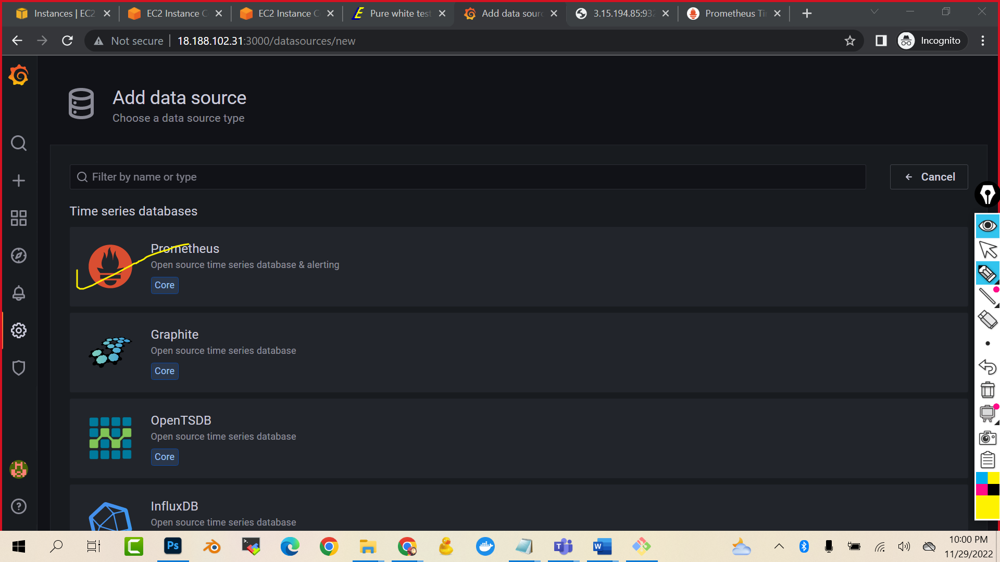 Instances | EC2
EC2 Instance C
EC2 Instance C
Pure white test
Add data sour
3.15.194.85:932
Prometheus Ti
Not secure
18.188.102.31:3000/datasources/new
Incognito
Add data source
Choose a data source type
Filter by name or type
Cancel
Time series databases
Prometheus
Open source time series database & alerting
Core
Graphite
Open source time series database
Core
OpenTSDB
Open source time series database
Core
InfluxDB
Open source time series database
Ps
10:00 PM
11/29/2022